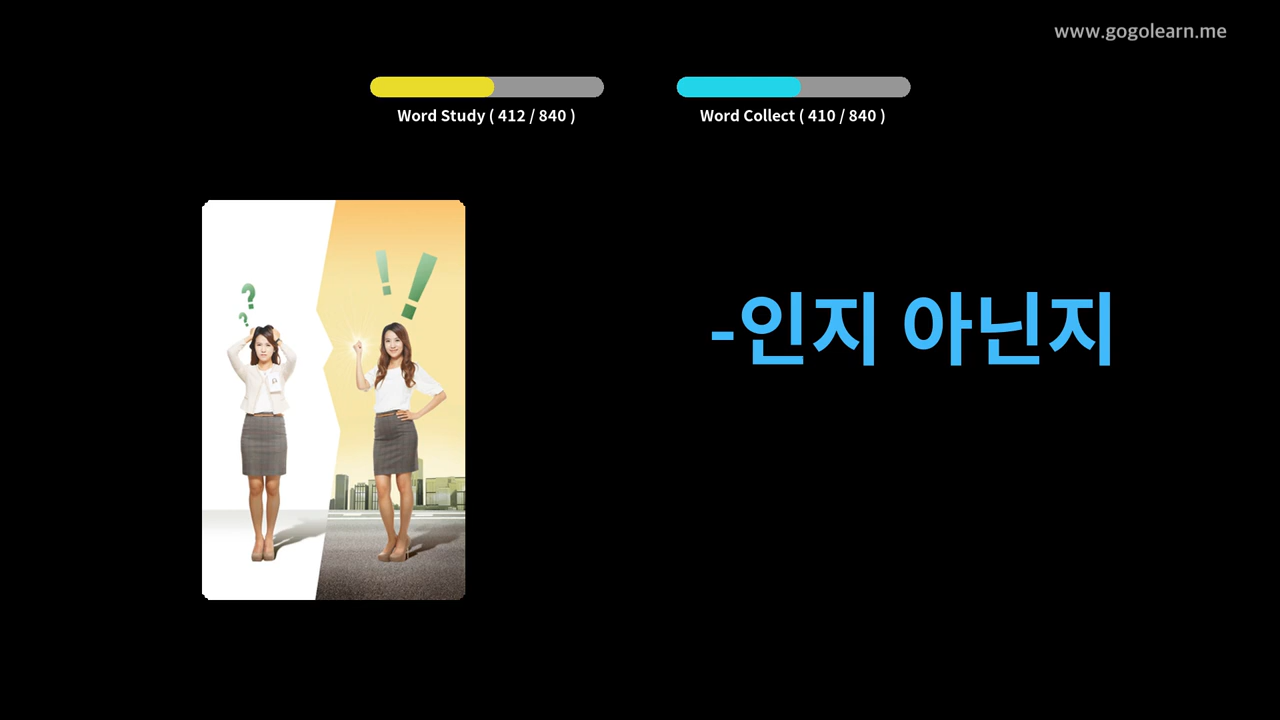 www.gogolearn.me
Word Study ( 412 / 840 )
Word Collect ( 410 / 840 )
? ?
! !
-인지 아닌지